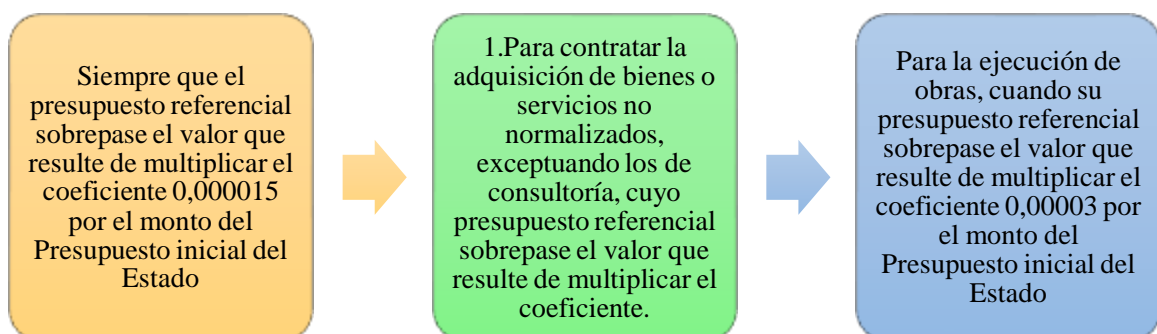 Siempre que el
presupuesto referencial
sobrepase el valor que
resulte de multiplicar el
coeficiente 0,000015
por el monto del
Presupuesto inicial del
Estado
1.Para contratar la
adquisición de bienes o
servicios no
normalizados,
exceptuando los de
consultoría, cuyo
presupuesto referencial
sobrepase el valor que
resulte de multiplicar el
coeficiente.
Para la ejecución de
obras, cuando su
presupuesto referencial
sobrepase el valor que
resulte de multiplicar el
coeficiente 0,00003 por
el monto del
Presupuesto inicial del
Estado